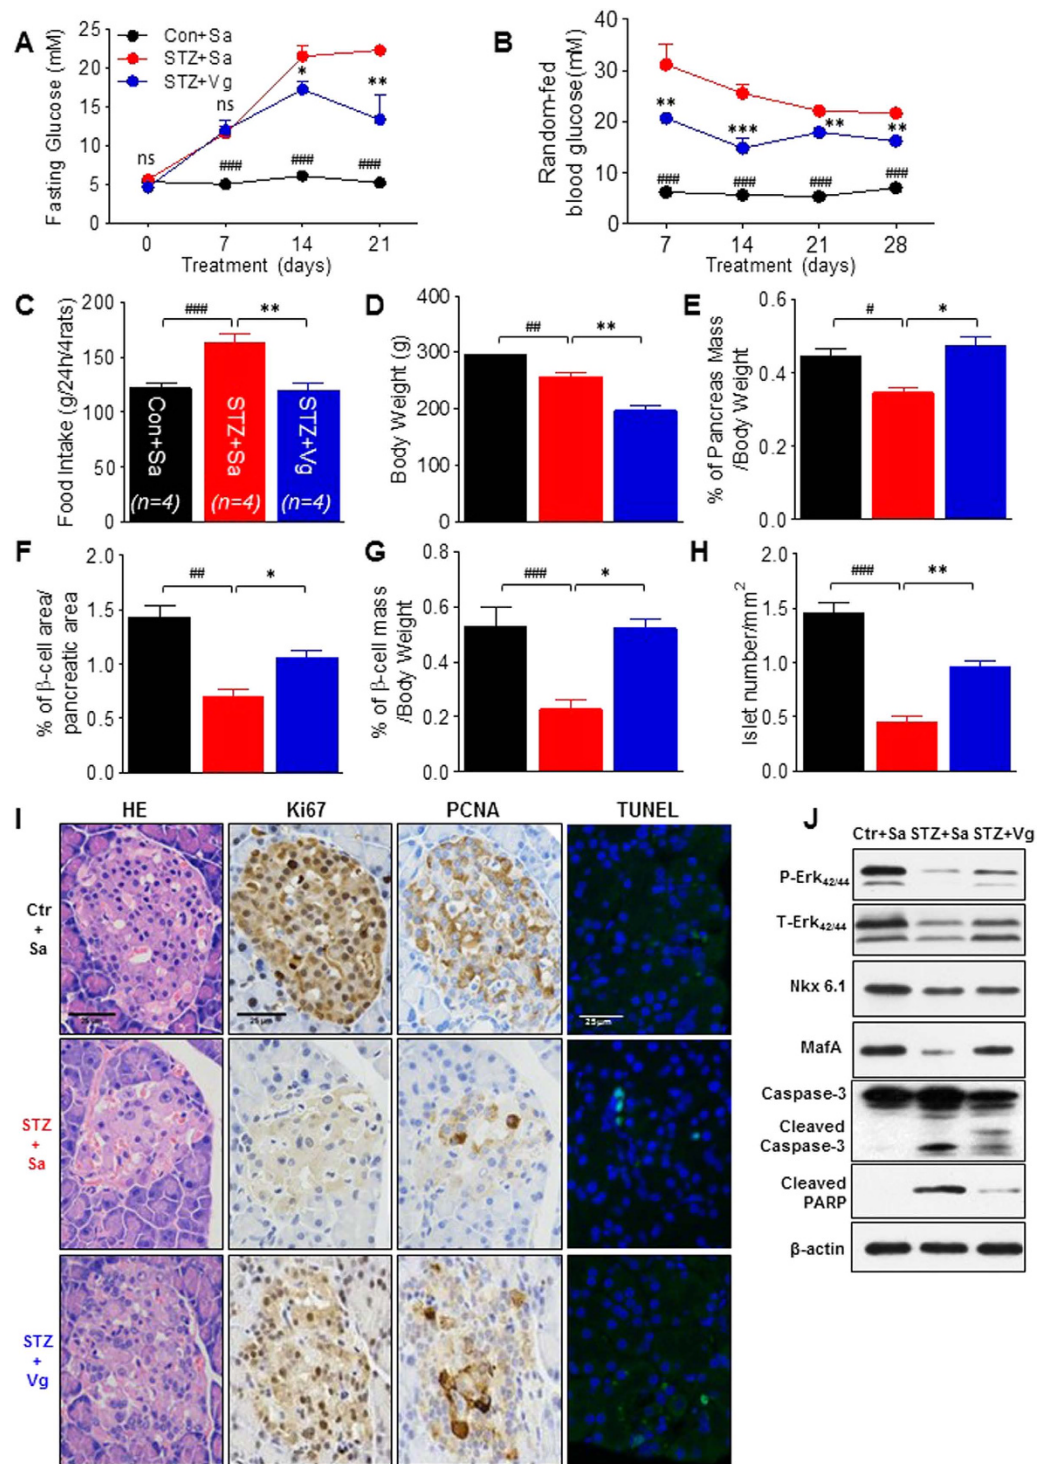 A
Fasting Glucose (mM)
25
20
15
10
5
0
Con+Sa
STZ+Sa
STZ+Vg
ns
ns
*
**
###
###
###
0
7
14
21
Treatment (days)
B
Random-fed
blood glucose(mM)
40
30
20
10
0
**
***
**
**
###
###
###
###
7
14
21
28
Treatment (days)
C
Food Intake (g/24h/4rats)
200
150
100
50
0
###
**
Con+Sa
(n=4)
STZ+Sa
(n=4)
STZ+Vg
(n=4)
D
Body Weight (g)
400
300
200
100
0
##
**
E
% of Pancreas Mass
/Body Weight
0.6
0.4
0.2
0.0
#
*
F
% of β-cell area/
pancreatic area
2.0
1.5
1.0
0.5
0.0
##
*
G
% of β-cell mass
/Body Weight
0.8
0.6
0.4
0.2
0.0
###
*
H
Islet number/mm²
2.0
1.5
1.0
0.5
0.0
###
**
I
HE
Ki67
PCNA
TUNEL
Ctr
+
Sa
25 µm
25 µm
25µm
STZ
+
Sa
STZ
+
Vg
J
Ctr+Sa STZ+Sa STZ+Vg
P-Erk42/44
T-Erk42/44
Nkx 6.1
MafA
Caspase-3
Cleaved
Caspase-3
Cleaved
PARP
β-actin